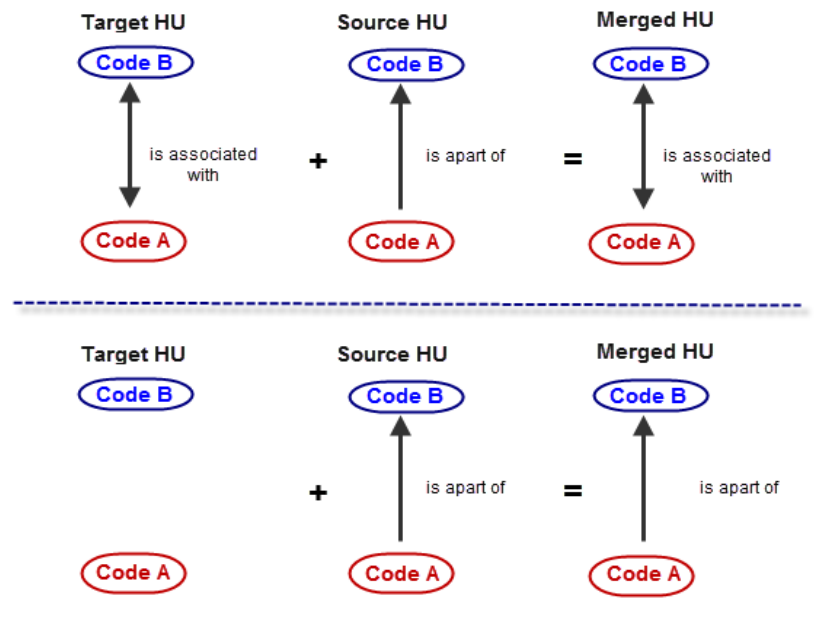 Target HU Source HU Merged HU
Code B Code B Code B
is associated
with
+
is apart of
=
is associated
with
Code A Code A Code A
Target HU Source HU Merged HU
Code B Code B Code B
+
is apart of
=
is apart of
Code A Code A Code A